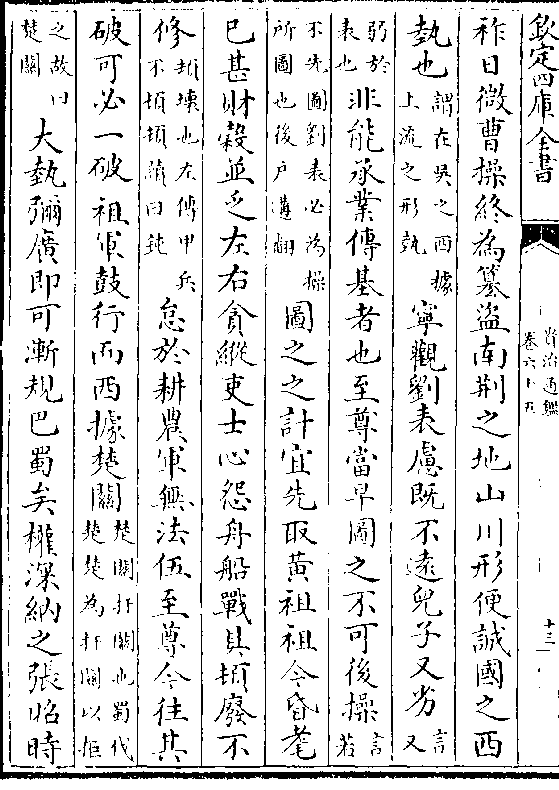 欽定四庫全書
資治通鑑
卷六十五
十三
祚日微曹操終為簒盜南荆之地山川形便誠國之西
埶也謂在吳之西據上流之形埶寧觀劉表慮既不遠兒子又劣言又
弱於表也非能承業傳基者也至尊當早圖之不可後操言若
不先圖劉表必為操所圖也後户遘翻圖之之計宜先取黄祖祖今昏耄
已甚財穀並乏左右貪縱吏士心怨舟船戰具頓廢不
修頓壞也左傳甲兵不頓頓讀曰鈍怠於耕農軍無法伍至尊今往其
破可必一破祖軍鼓行而西據楚關楚關扞關也蜀伐楚楚為扞關以拒
之故曰楚關大埶彌廣即可漸規巴蜀矣權深納之張昭時